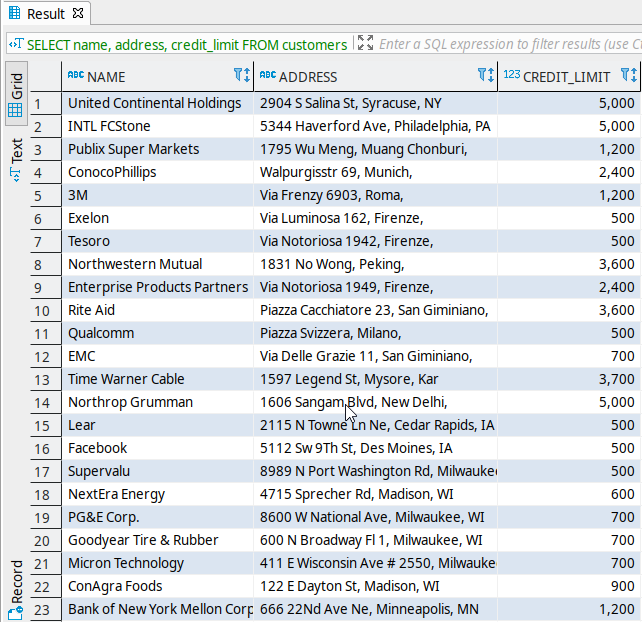 Result
SELECT name, address, credit_limit FROM customers Enter a SQL expression to filter results (use C
Grid
Text
Record
ABC NAME ABC ADDRESS 123 CREDIT_LIMIT
1 United Continental Holdings 2904 S Salina St, Syracuse, NY 5,000
2 INTL FCStone 5344 Haverford Ave, Philadelphia, PA 5,000
3 Publix Super Markets 1795 Wu Meng, Muang Chonburi, 1,200
4 ConocoPhillips Walpurgisstr 69, Munich, 2,400
5 3M Via Frenzy 6903, Roma, 1,200
6 Exelon Via Luminosa 162, Firenze, 500
7 Tesoro Via Notoriosa 1942, Firenze, 500
8 Northwestern Mutual 1831 No Wong, Peking, 3,600
9 Enterprise Products Partners Via Notoriosa 1949, Firenze, 2,400
10 Rite Aid Piazza Cacchiatore 23, San Giminiano, 3,600
11 Qualcomm Piazza Svizzera, Milano, 500
12 EMC Via Delle Grazie 11, San Giminiano, 700
13 Time Warner Cable 1597 Legend St, Mysore, Kar 3,700
14 Northrop Grumman 1606 Sangam Blvd, New Delhi, 5,000
15 Lear 2115 N Towne Ln Ne, Cedar Rapids, IA 500
16 Facebook 5112 Sw 9Th St, Des Moines, IA 500
17 Supervalu 8989 N Port Washington Rd, Milwaukee 500
18 NextEra Energy 4715 Sprecher Rd, Madison, WI 600
19 PG&E Corp. 8600 W National Ave, Milwaukee, WI 700
20 Goodyear Tire & Rubber 600 N Broadway Fl 1, Milwaukee, WI 700
21 Micron Technology 411 E Wisconsin Ave # 2550, Milwauke 700
22 ConAgra Foods 122 E Dayton St, Madison, WI 900
23 Bank of New York Mellon Corp 666 22Nd Ave Ne, Minneapolis, MN 1,200